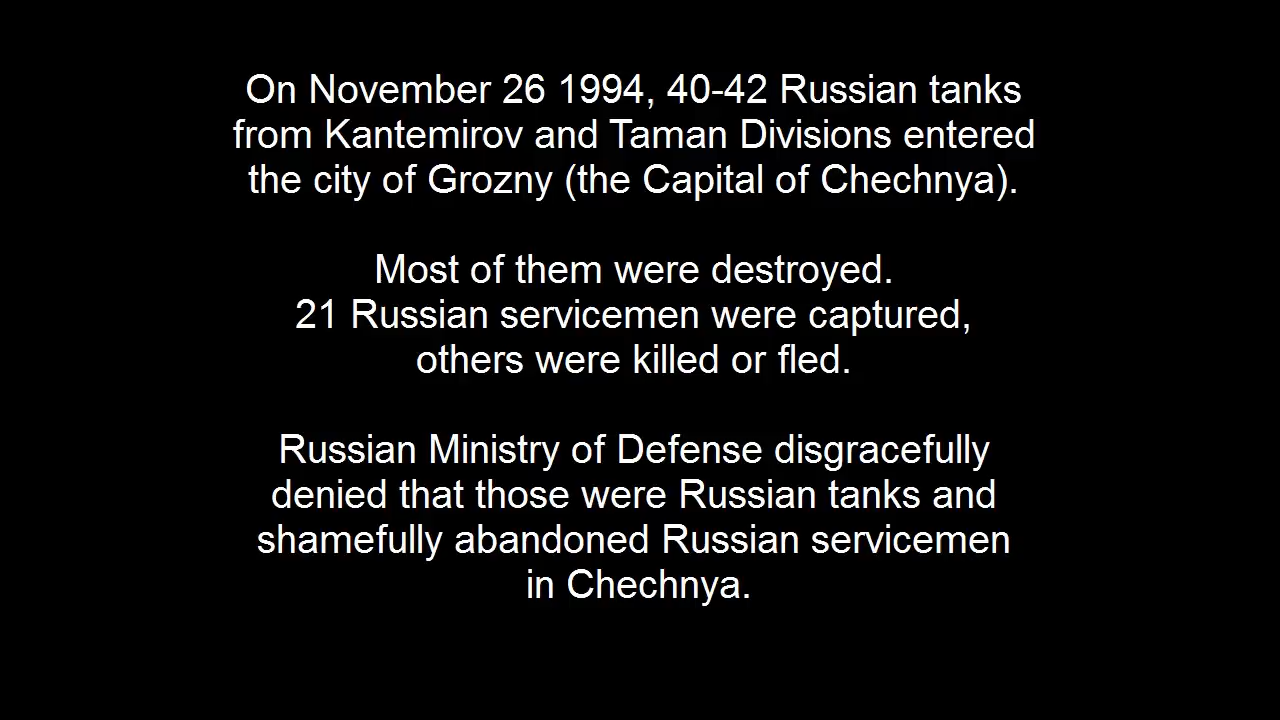 On November 26 1994, 40-42 Russian tanks
from Kantemirov and Taman Divisions entered
the city of Grozny (the Capital of Chechnya).
Most of them were destroyed.
21 Russian servicemen were captured,
others were killed or fled.
Russian Ministry of Defense disgracefully
denied that those were Russian tanks and
shamefully abandoned Russian servicemen
in Chechnya.